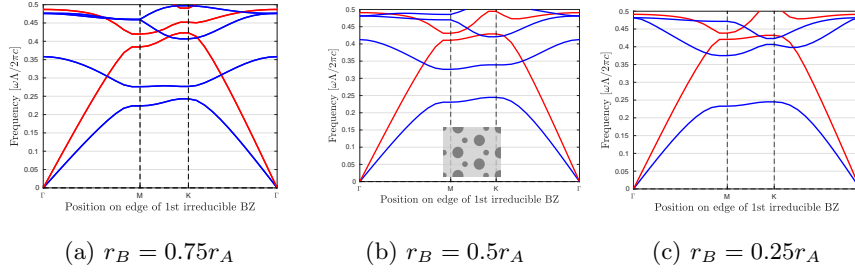 0.5
0.45
0.4
0.35
0.3
0.25
0.2
0.15
0.1
0.05
0
Frequency [ωΛ/2πc]
Γ M K Γ
Position on edge of 1st irreducible BZ
(a) r_B = 0.75r_A
0.5
0.45
0.4
0.35
0.3
0.25
0.2
0.15
0.1
0.05
0
Frequency [ωΛ/2πc]
Γ M K Γ
Position on edge of 1st irreducible BZ
(b) r_B = 0.5r_A
0.5
0.45
0.4
0.35
0.3
0.25
0.2
0.15
0.1
0.05
0
Frequency [ωΛ/2πc]
Γ M K Γ
Position on edge of 1st irreducible BZ
(c) r_B = 0.25r_A